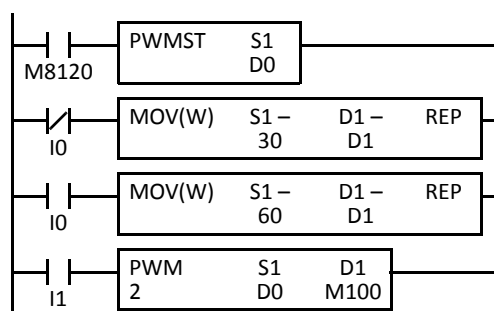 PWMST S1
D0
M8120
MOV(W) S1 – D1 – REP
30 D1
I0
MOV(W) S1 – D1 – REP
60 D1
I0
PWM S1 D1
2 D0 M100
I1